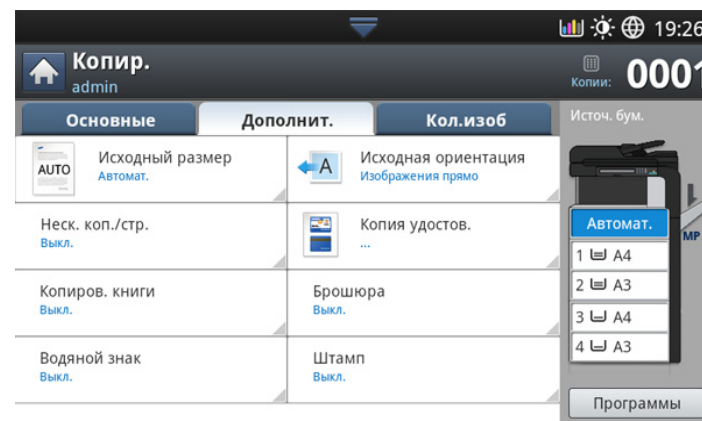 19:26
Копир.
admin
Копии: 0001
Основные
Дополнит.
Кол.изоб
Источ. бум.
AUTO
Исходный размер
Автомат.
A
Исходная ориентация
Изображения прямо
Неск. коп./стр.
Выкл.
Копия удостов.
...
Копиров. книги
Выкл.
Брошюра
Выкл.
Водяной знак
Выкл.
Штамп
Выкл.
Автомат.
MP
1 A4
2 A3
3 A4
4 A3
Программы